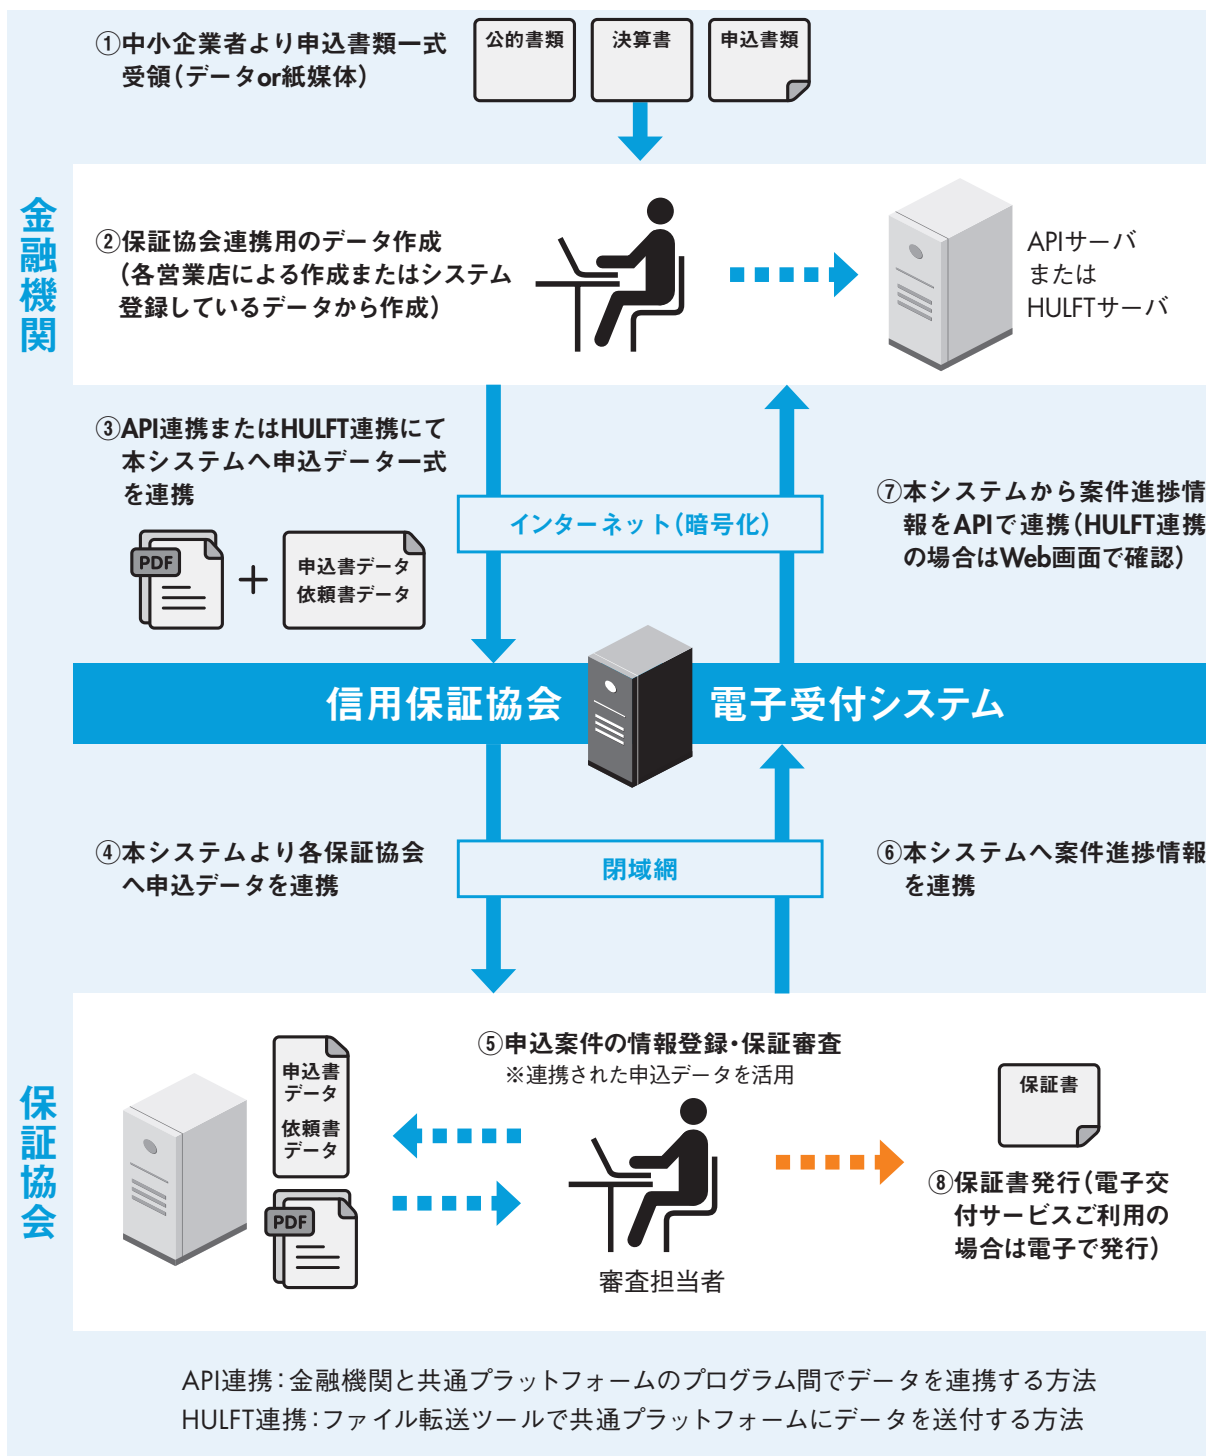 ①中小企業者より申込書類一式
受領（データor紙媒体）
公的書類
決算書
申込書類
金融機関
②保証協会連携用のデータ作成
（各営業店による作成またはシステム
登録しているデータから作成）
APIサーバ
または
HULFTサーバ
③API連携またはHULFT連携にて
本システムへ申込データ一式
を連携
PDF
+
申込書データ
依頼書データ
インターネット（暗号化）
⑦本システムから案件進捗情
報をAPIで連携（HULFT連携
の場合はWeb画面で確認）
信用保証協会 電子受付システム
④本システムより各保証協会
へ申込データを連携
閉域網
⑥本システムへ案件進捗情報
を連携
保証協会
⑤申込案件の情報登録・保証審査
※連携された申込データを活用
申込書
データ
依頼書
データ
PDF
審査担当者
保証書
⑧保証書発行（電子交
付サービスご利用の
場合は電子で発行）
API連携：金融機関と共通プラットフォームのプログラム間でデータを連携する方法
HULFT連携：ファイル転送ツールで共通プラットフォームにデータを送付する方法